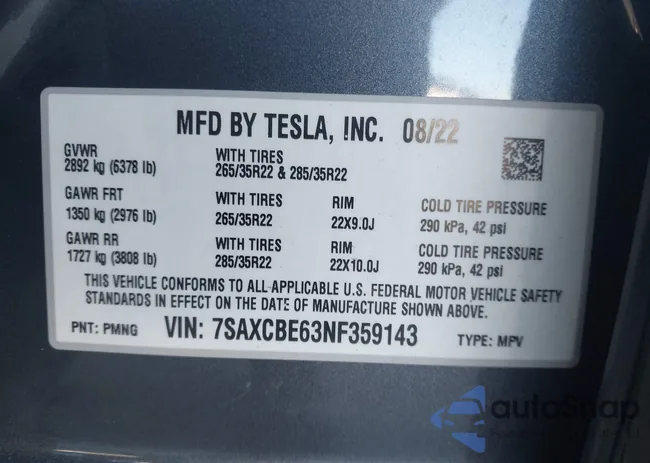 MFD BY TESLA, INC. 08/22
GVWR
2892 kg (6378 lb)
WITH TIRES
265/35R22 & 285/35R22
GAWR FRT
1350 kg (2976 lb)
WITH TIRES
265/35R22
RIM
22X9.0J
COLD TIRE PRESSURE
290 kPa, 42 psi
GAWR RR
1727 kg (3808 lb)
WITH TIRES
285/35R22
RIM
22X10.0J
COLD TIRE PRESSURE
290 kPa, 42 psi
THIS VEHICLE CONFORMS TO ALL APPLICABLE U.S. FEDERAL MOTOR VEHICLE SAFETY
STANDARDS IN EFFECT ON THE DATE OF MANUFACTURE SHOWN ABOVE.
PNT: PMNG VIN: 7SAXCBE63NF359143 TYPE: MPV
autoSnap